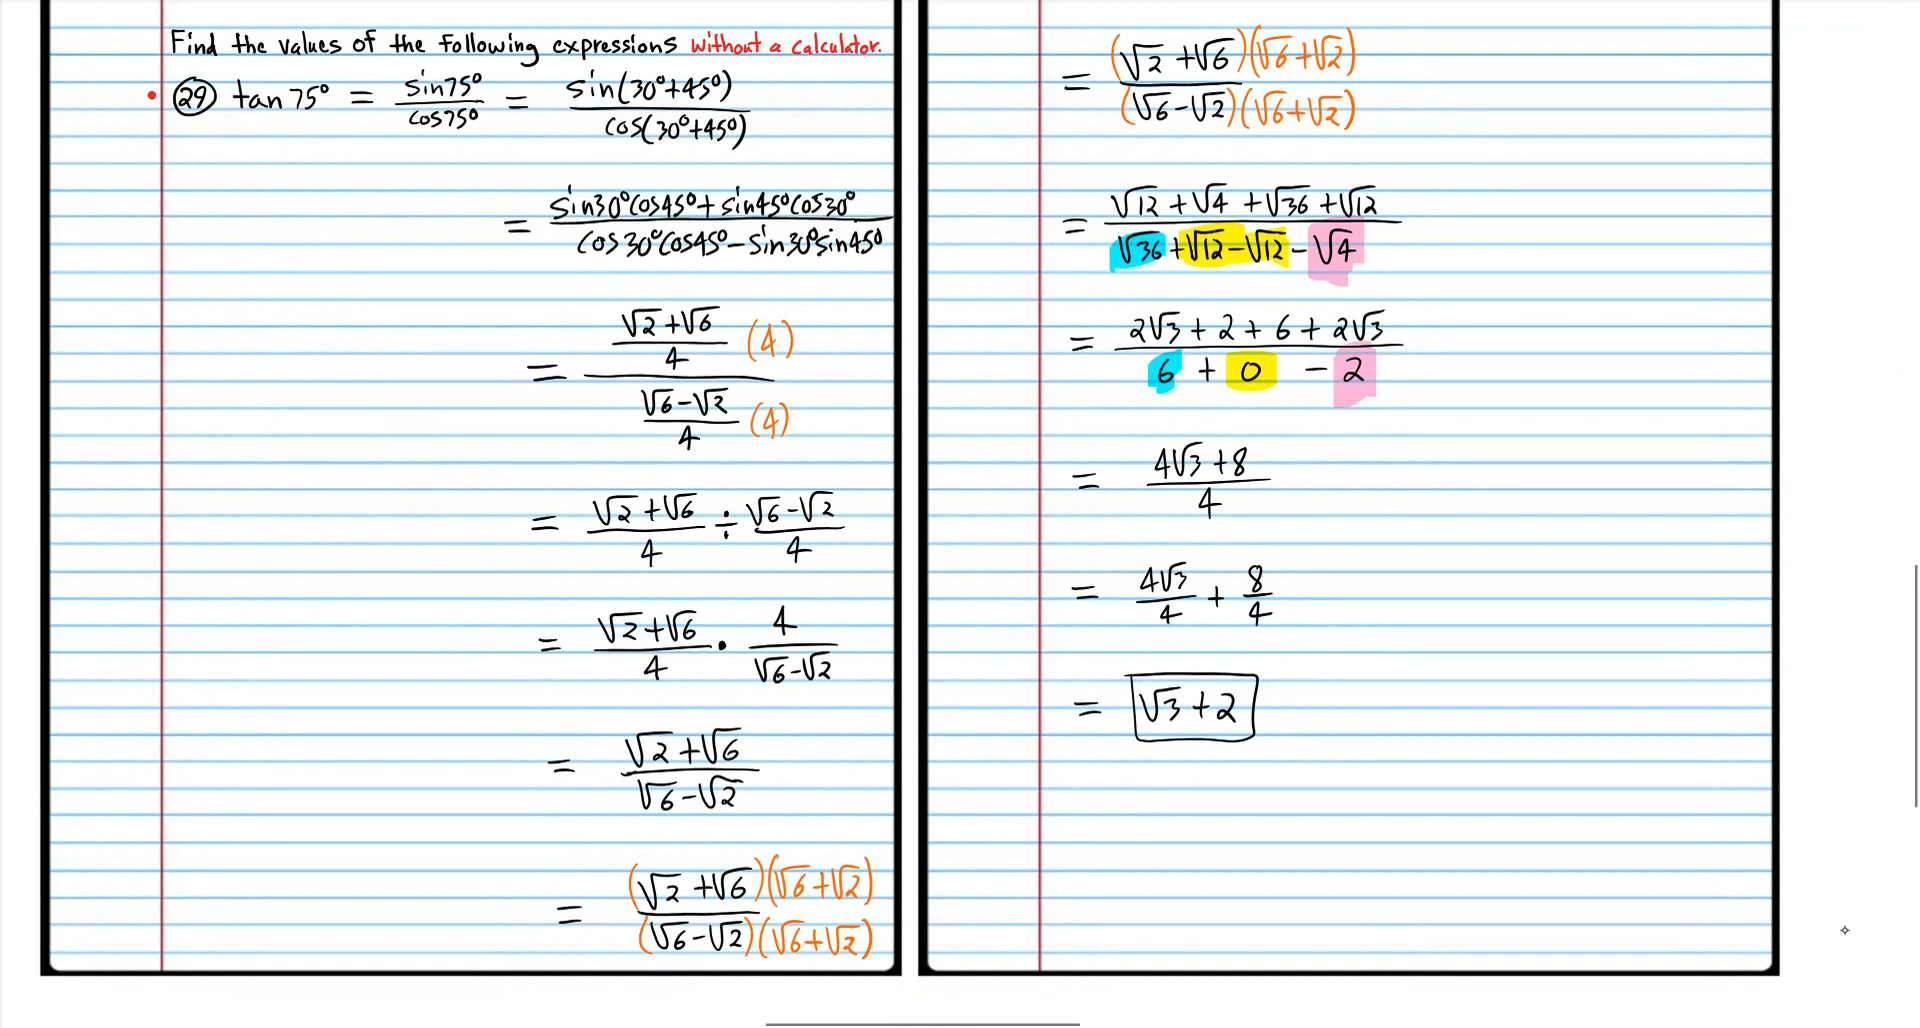 Find the values of the following expressions without a calculator.
• (29) tan 75° = sin75°/cos75° = sin(30°+45°)/cos(30°+45°)
= (sin30°cos45°+sin45°cos30°)/(cos30°cos45°−sin30°sin45°)
= ((√2+√6)/4 (4))/((√6−√2)/4 (4))
= (√2+√6)/4 ÷ (√6−√2)/4
= (√2+√6)/4 • 4/(√6−√2)
= (√2+√6)/(√6−√2)
= (√2+√6)(√6+√2)/(√6−√2)(√6+√2)
= (√2+√6)(√6+√2)/(√6−√2)(√6+√2)
= (√12+√4+√36+√12)/(√36+√12−√12−√4)
= (2√3+2+6+2√3)/(6+0−2)
= (4√3+8)/4
= 4√3/4 + 8/4
= √3+2